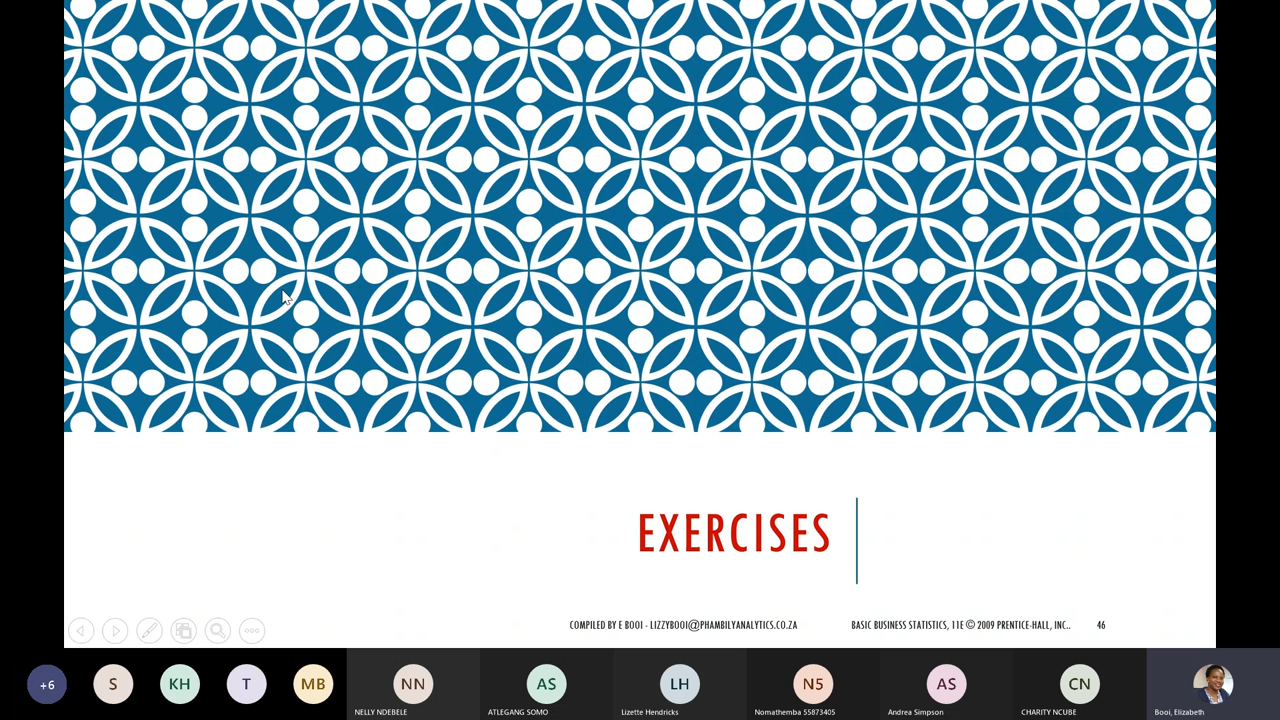 EXERCISES
COMPILED BY E BOOI - LIZZYBOOI@PHAMBILYANALYTICS.CO.ZA BASIC BUSINESS STATISTICS, 11E © 2009 PRENTICE-HALL, INC.. 46
+6 S KH T MB NN AS LH N5 AS CN
NELLY NDEBELE ATLEGANG SOMO Lizette Hendricks Nomathemba 55873405 Andrea Simpson CHARITY NCUBE Booi, Elizabeth